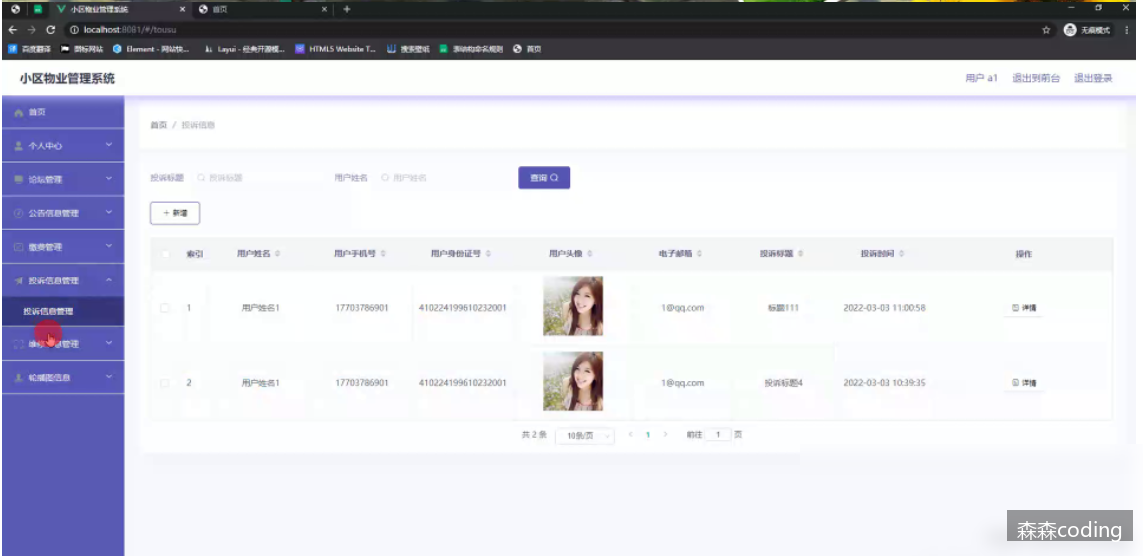 小区物业管理系统
首页
localhost:8081/#/tousu
无痕模式
百度翻译
图标网站
Element - 网站快...
Layui - 经典开源模...
HTML5 Website T...
搜索壁纸
首页
小区物业管理系统
用户 a1
退出到前台
退出登录
首页
个人中心
论坛管理
公告信息管理
缴费管理
投诉信息管理
投诉信息管理
信息管理
轮播图信息
首页 / 投诉信息
投诉标题 投诉标题 用户姓名 用户姓名 查询
+ 新增
索引 用户姓名 用户手机号 用户身份证号 用户头像 电子邮箱 投诉标题 投诉时间 操作
1 用户姓名1 17703786901 410224199610232001 1@qq.com 标题111 2022-03-03 11:00:58 详情
2 用户姓名1 17703786901 410224199610232001 1@qq.com 投诉标题4 2022-03-03 10:39:35 详情
共 2 条 10条/页 1 前往 1 页
森森coding